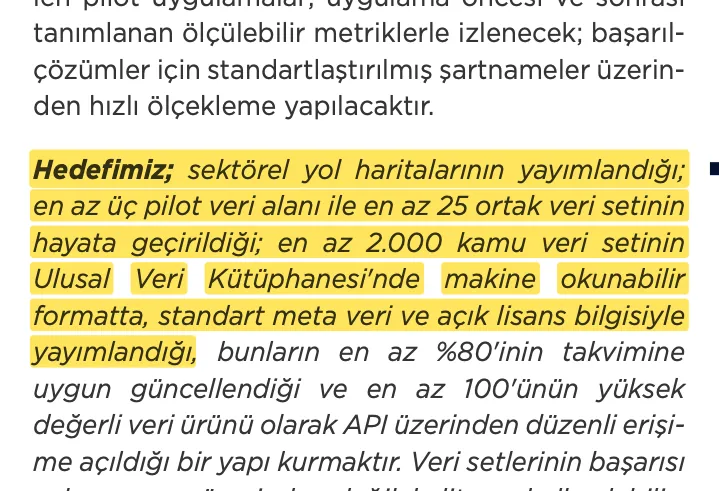 len pilot uygulamalar, uygulama öncesi ve sonrası
tanımlanan ölçülebilir metriklerle izlenecek; başarıl-
çözümler için standartlaştırılmış şartnameler üzerin-
den hızlı ölçekleme yapılacaktır.
Hedefimiz; sektörel yol haritalarının yayımlandığı;
en az üç pilot veri alanı ile en az 25 ortak veri setinin
hayata geçirildiği; en az 2.000 kamu veri setinin
Ulusal Veri Kütüphanesi'nde makine okunabilir
formatta, standart meta veri ve açık lisans bilgisiyle
yayımlandığı, bunların en az %80'inin takvimine
uygun güncellendiği ve en az 100'ünün yüksek
değerli veri ürünü olarak API üzerinden düzenli erişi-
me açıldığı bir yapı kurmaktır. Veri setlerinin başarısı